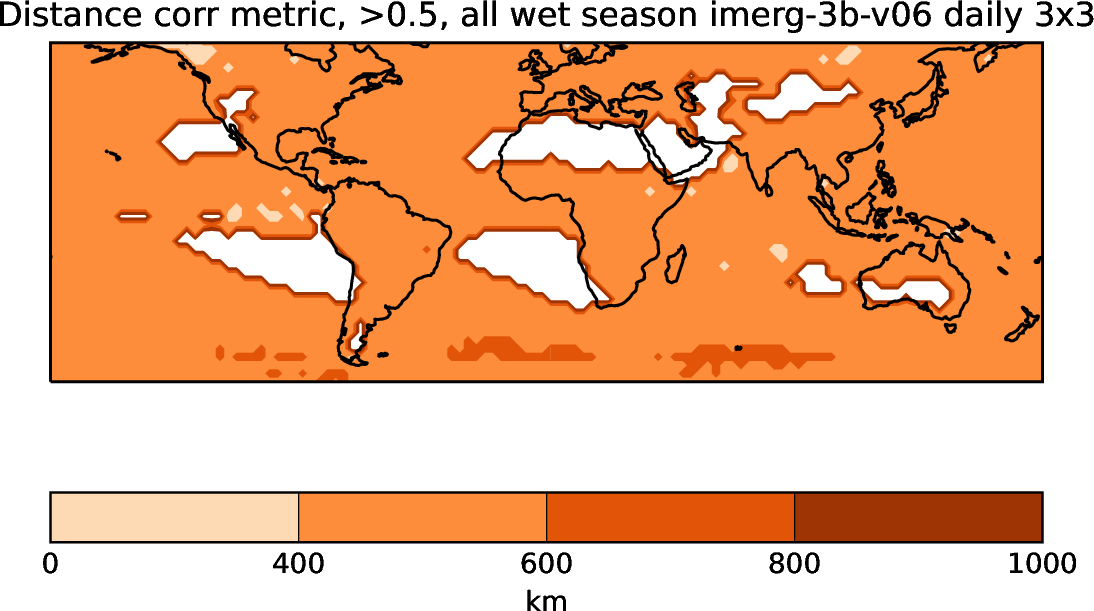 Distance corr metric, >0.5, all wet season imerg-3b-v06 daily 3x3
0 400 600 800 1000
km